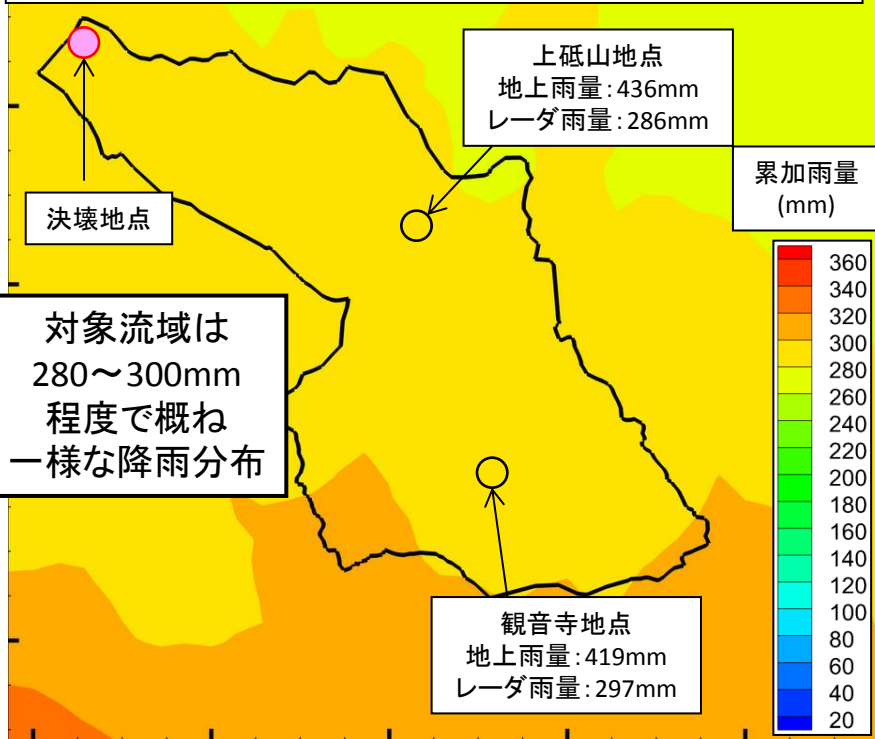 上砥山地点
地上雨量：436mm
レーダ雨量：286mm
累加雨量
(mm)
決壊地点
対象流域は
280～300mm
程度で概ね
一様な降雨分布
観音寺地点
地上雨量：419mm
レーダ雨量：297mm
360
340
320
300
280
260
240
220
200
180
160
140
120
100
80
60
40
20